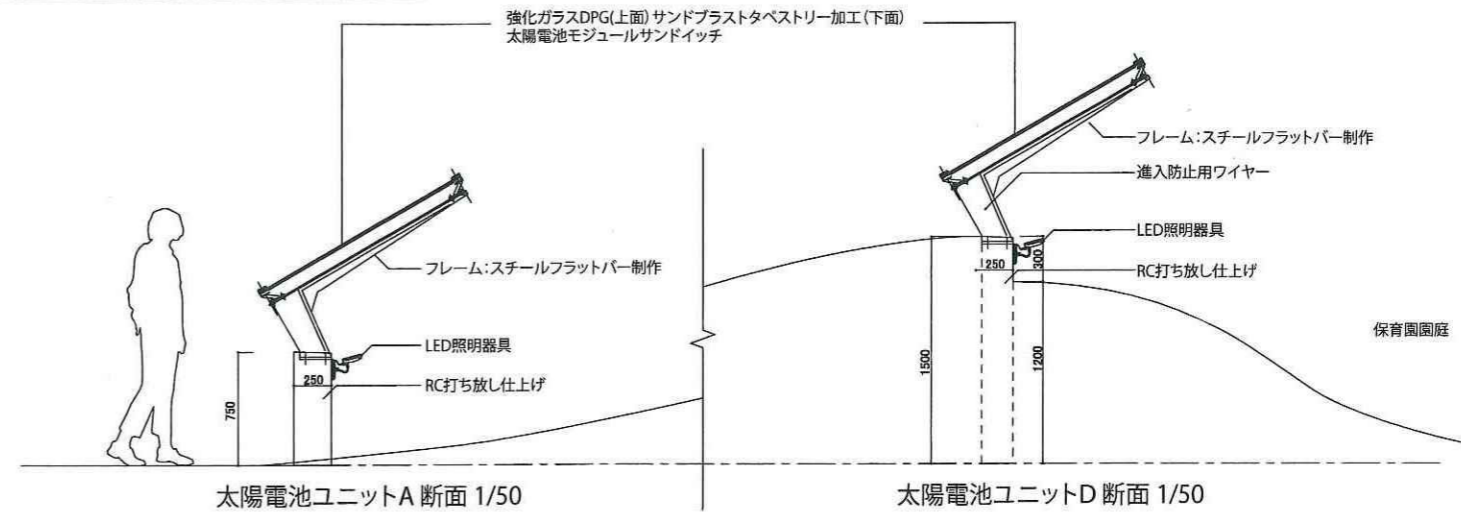 強化ガラスDPG(上面)サンドブラストタペストリー加工(下面)
太陽電池モジュールサンドイッチ
フレーム:スチールフラットバー制作
LED照明器具
250
RC打ち放し仕上げ
750
太陽電池ユニットA 断面 1/50
フレーム:スチールフラットバー制作
進入防止用ワイヤー
LED照明器具
250
300
RC打ち放し仕上げ
保育園園庭
1500
1200
太陽電池ユニットD 断面 1/50